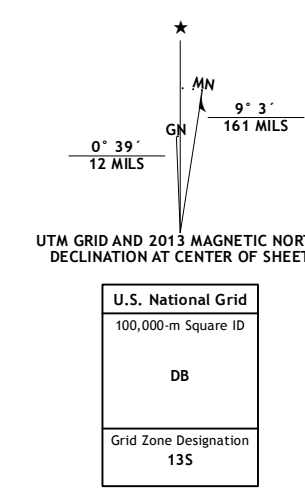 ★
MN
GN
9° 3´
161 MILS
0° 39´
12 MILS
UTM GRID AND 2013 MAGNETIC NORT
DECLINATION AT CENTER OF SHEET
U.S. National Grid
100,000-m Square ID
DB
Grid Zone Designation
13S